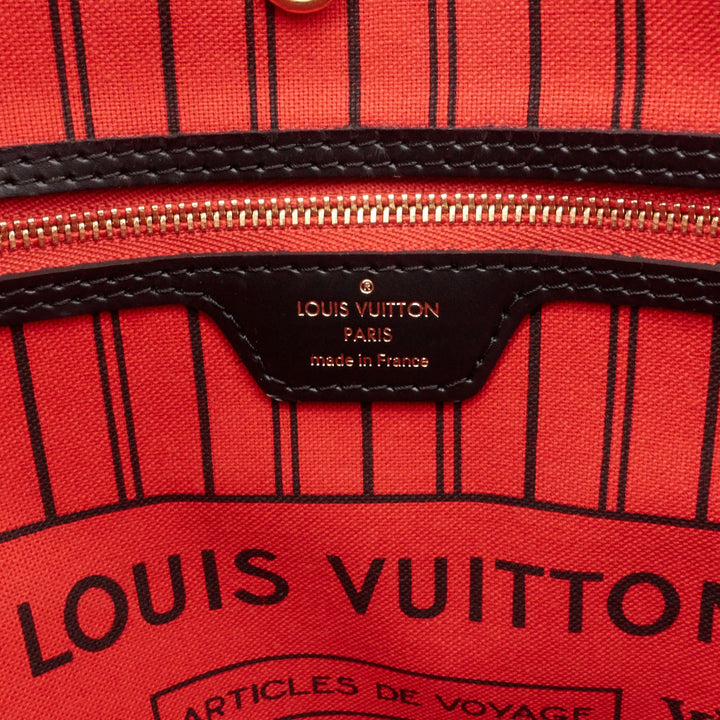 ®
LOUIS VUITTON
PARIS
made in France
LOUIS VUITTON
ARTICLES DE VOYAGE